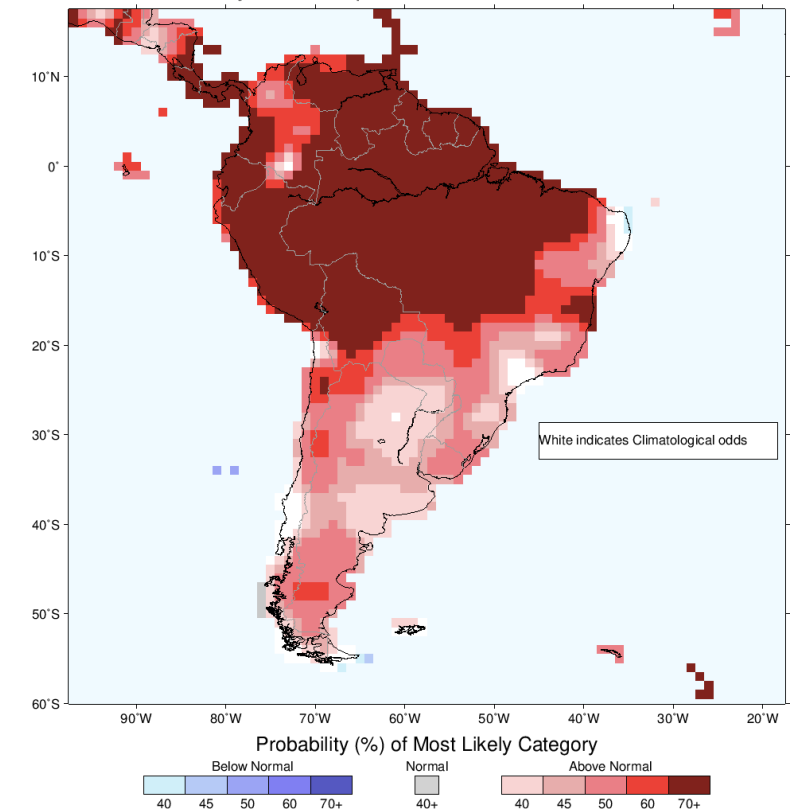 10˚N
0˚
10˚S
20˚S
30˚S
40˚S
50˚S
60˚S
White indicates Climatological odds
90˚W 80˚W 70˚W 60˚W 50˚W 40˚W 30˚W 20˚W
Probability (%) of Most Likely Category
Below Normal Normal Above Normal
40 45 50 60 70+ 40+ 40 45 50 60 70+